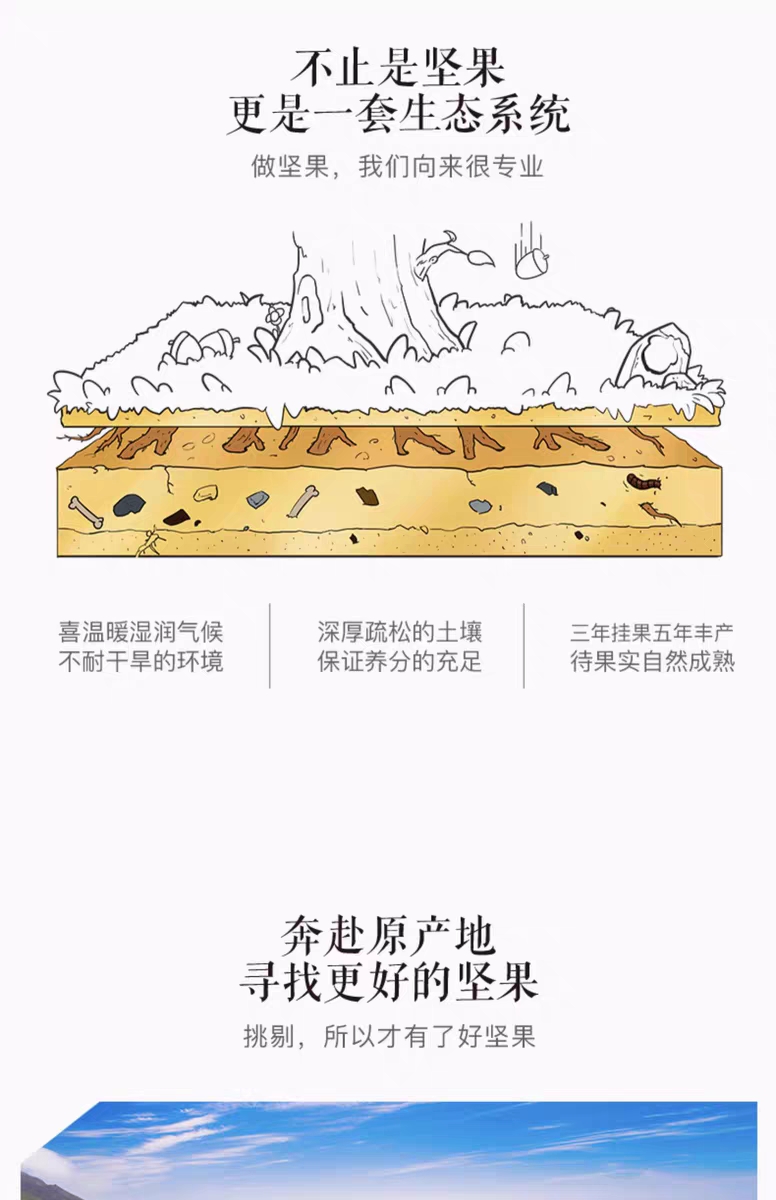 不止是坚果
更是一套生态系统
做坚果，我们向来很专业
喜温暖湿润气候
不耐干旱的环境
深厚疏松的土壤
保证养分的充足
三年挂果五年丰产
待果实自然成熟
奔赴原产地
寻找更好的坚果
挑剔，所以才有了好坚果